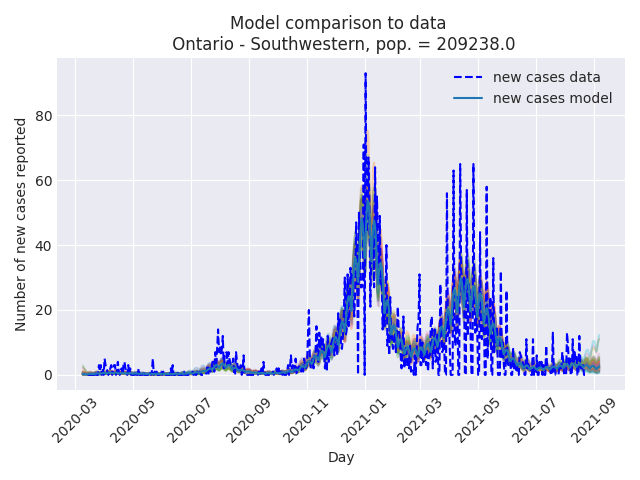 Model comparison to data
Ontario - Southwestern, pop. = 209238.0
new cases data
new cases model
Number of new cases reported
80
60
40
20
0
2020-03
2020-05
2020-07
2020-09
2020-11
2021-01
2021-03
2021-05
2021-07
2021-09
Day